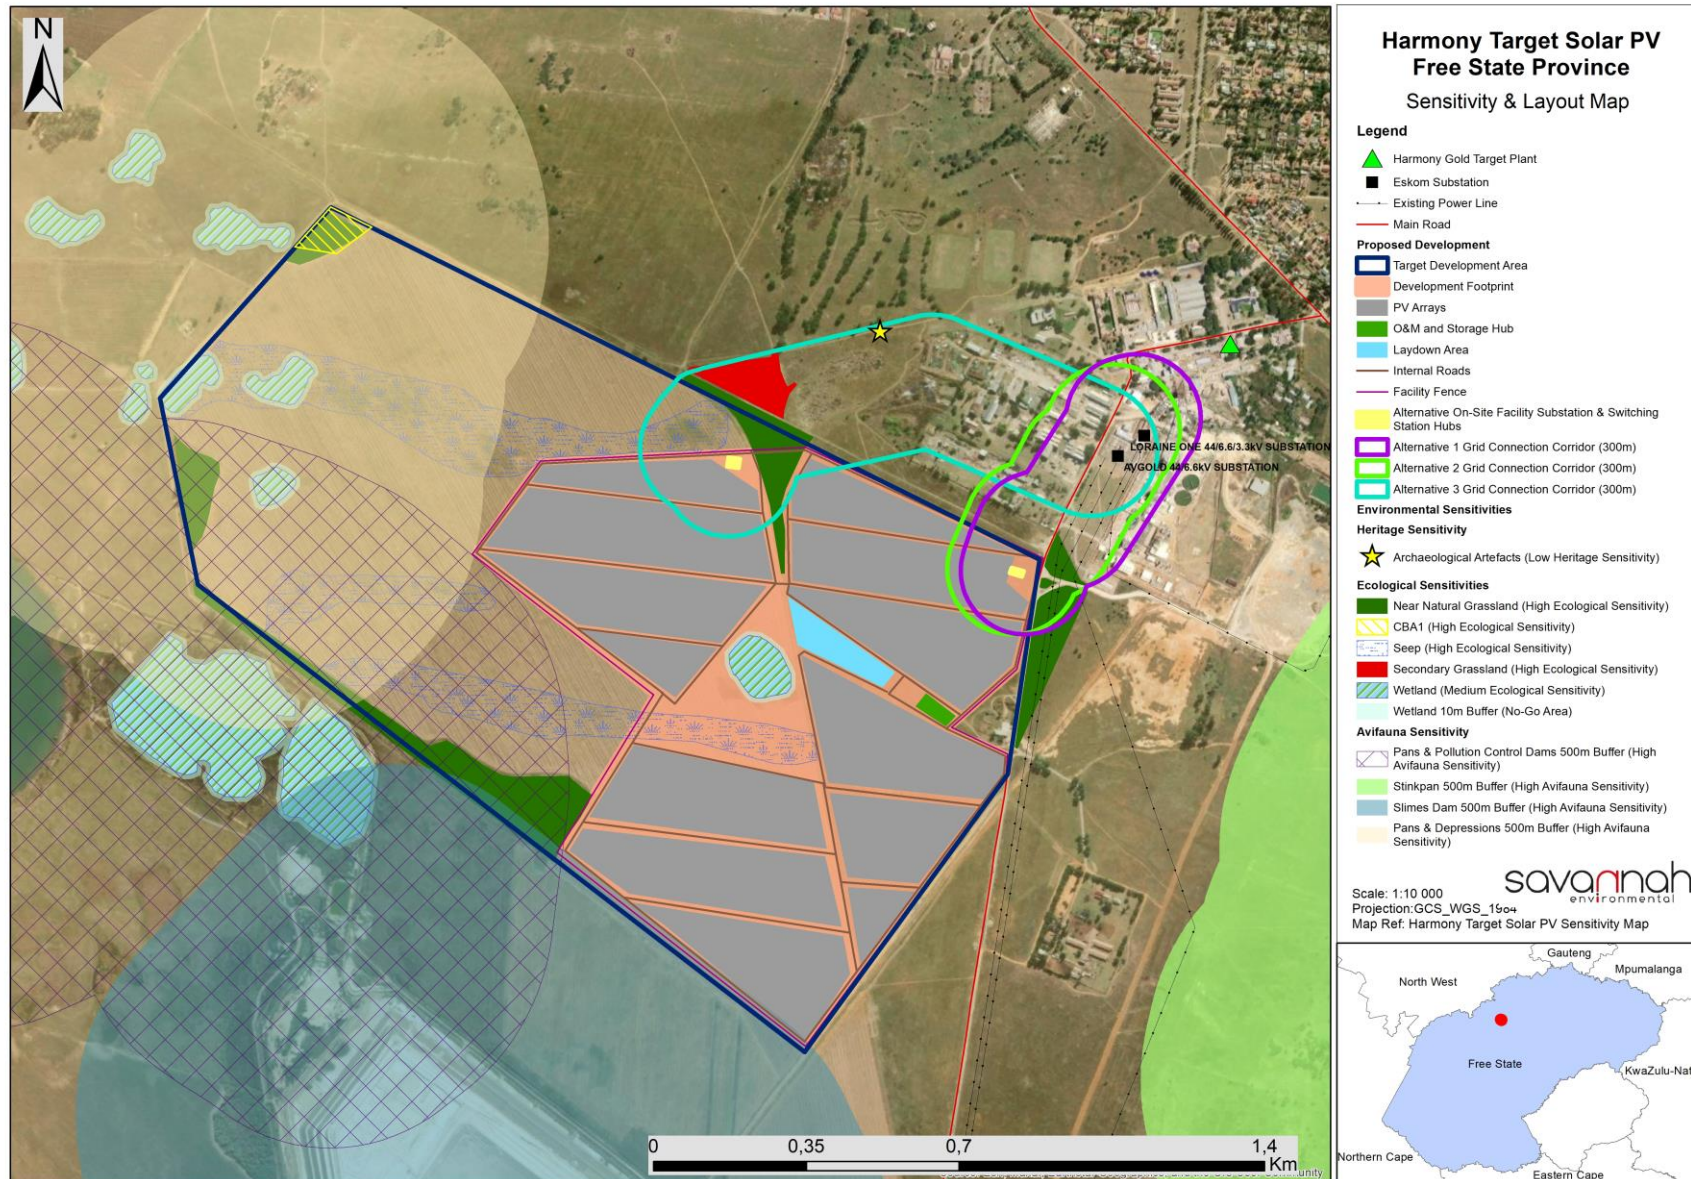 N
LORAINE ONE 44/6.6/3.3kV SUBSTATION
AVGOLD 44/6.6kV SUBSTATION
0 0,35 0,7 1,4
Km
Harmony Target Solar PV
Free State Province
Sensitivity & Layout Map
Legend
Harmony Gold Target Plant
Eskom Substation
Existing Power Line
Main Road
Proposed Development
Target Development Area
Development Footprint
PV Arrays
O&M and Storage Hub
Laydown Area
Internal Roads
Facility Fence
Alternative On-Site Facility Substation & Switching
Station Hubs
Alternative 1 Grid Connection Corridor (300m)
Alternative 2 Grid Connection Corridor (300m)
Alternative 3 Grid Connection Corridor (300m)
Environmental Sensitivities
Heritage Sensitivity
Archaeological Artefacts (Low Heritage Sensitivity)
Ecological Sensitivities
Near Natural Grassland (High Ecological Sensitivity)
CBA1 (High Ecological Sensitivity)
Seep (High Ecological Sensitivity)
Secondary Grassland (High Ecological Sensitivity)
Wetland (Medium Ecological Sensitivity)
Wetland 10m Buffer (No-Go Area)
Avifauna Sensitivity
Pans & Pollution Control Dams 500m Buffer (High
Avifauna Sensitivity)
Stinkpan 500m Buffer (High Avifauna Sensitivity)
Slimes Dam 500m Buffer (High Avifauna Sensitivity)
Pans & Depressions 500m Buffer (High Avifauna
Sensitivity)
savannah
environmental
Scale: 1:10 000
Projection:GCS_WGS_1984
Map Ref: Harmony Target Solar PV Sensitivity Map
Gauteng
North West
Mpumalanga
Free State
KwaZulu-Nat
Northern Cape
Eastern Cape